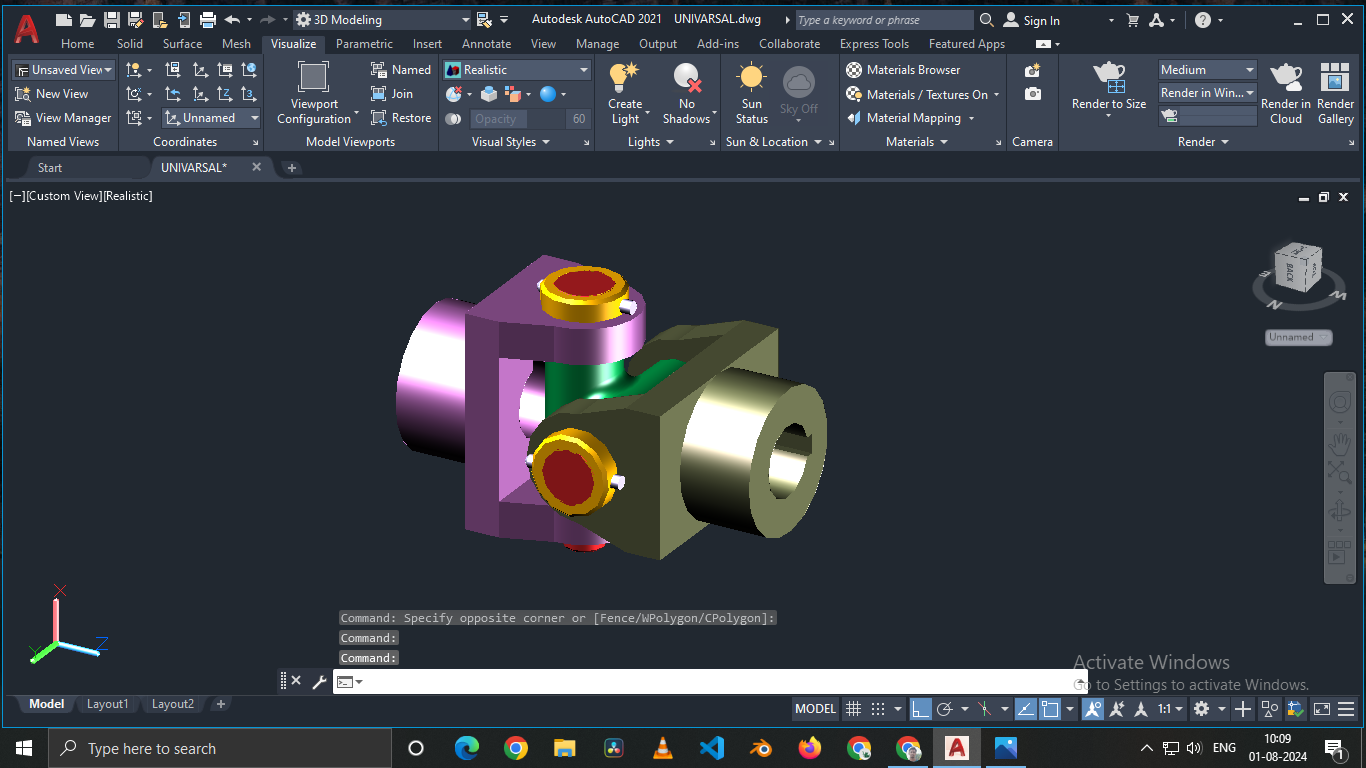 3D Modeling
Autodesk AutoCAD 2021 UNIVARSAL.dwg
Type a keyword or phrase
Sign In
Home Solid Surface Mesh Visualize Parametric Insert Annotate View Manage Output Add-ins Collaborate Express Tools Featured Apps
Unsaved View
New View
View Manager
Named Views
Unnamed
Coordinates
Viewport
Configuration
Named
Join
Restore
Model Viewports
Realistic
Opacity 60
Visual Styles
Create
Light
No
Shadows
Lights
Sun
Status
Sky Off
Sun & Location
Materials Browser
Materials / Textures On
Material Mapping
Materials
Camera
Render to Size
Medium
Render in Win...
Render in
Cloud
Render
Gallery
Render
Start
UNIVARSAL*
[−][Custom View][Realistic]
BACK
N
M
Unnamed
X
Y
Z
Command: Specify opposite corner or [Fence/WPolygon/CPolygon]:
Command:
Command:
Activate Windows
Go to Settings to activate Windows.
Model Layout1 Layout2
MODEL
1:1
Type here to search
ENG
10:09
01-08-2024
1